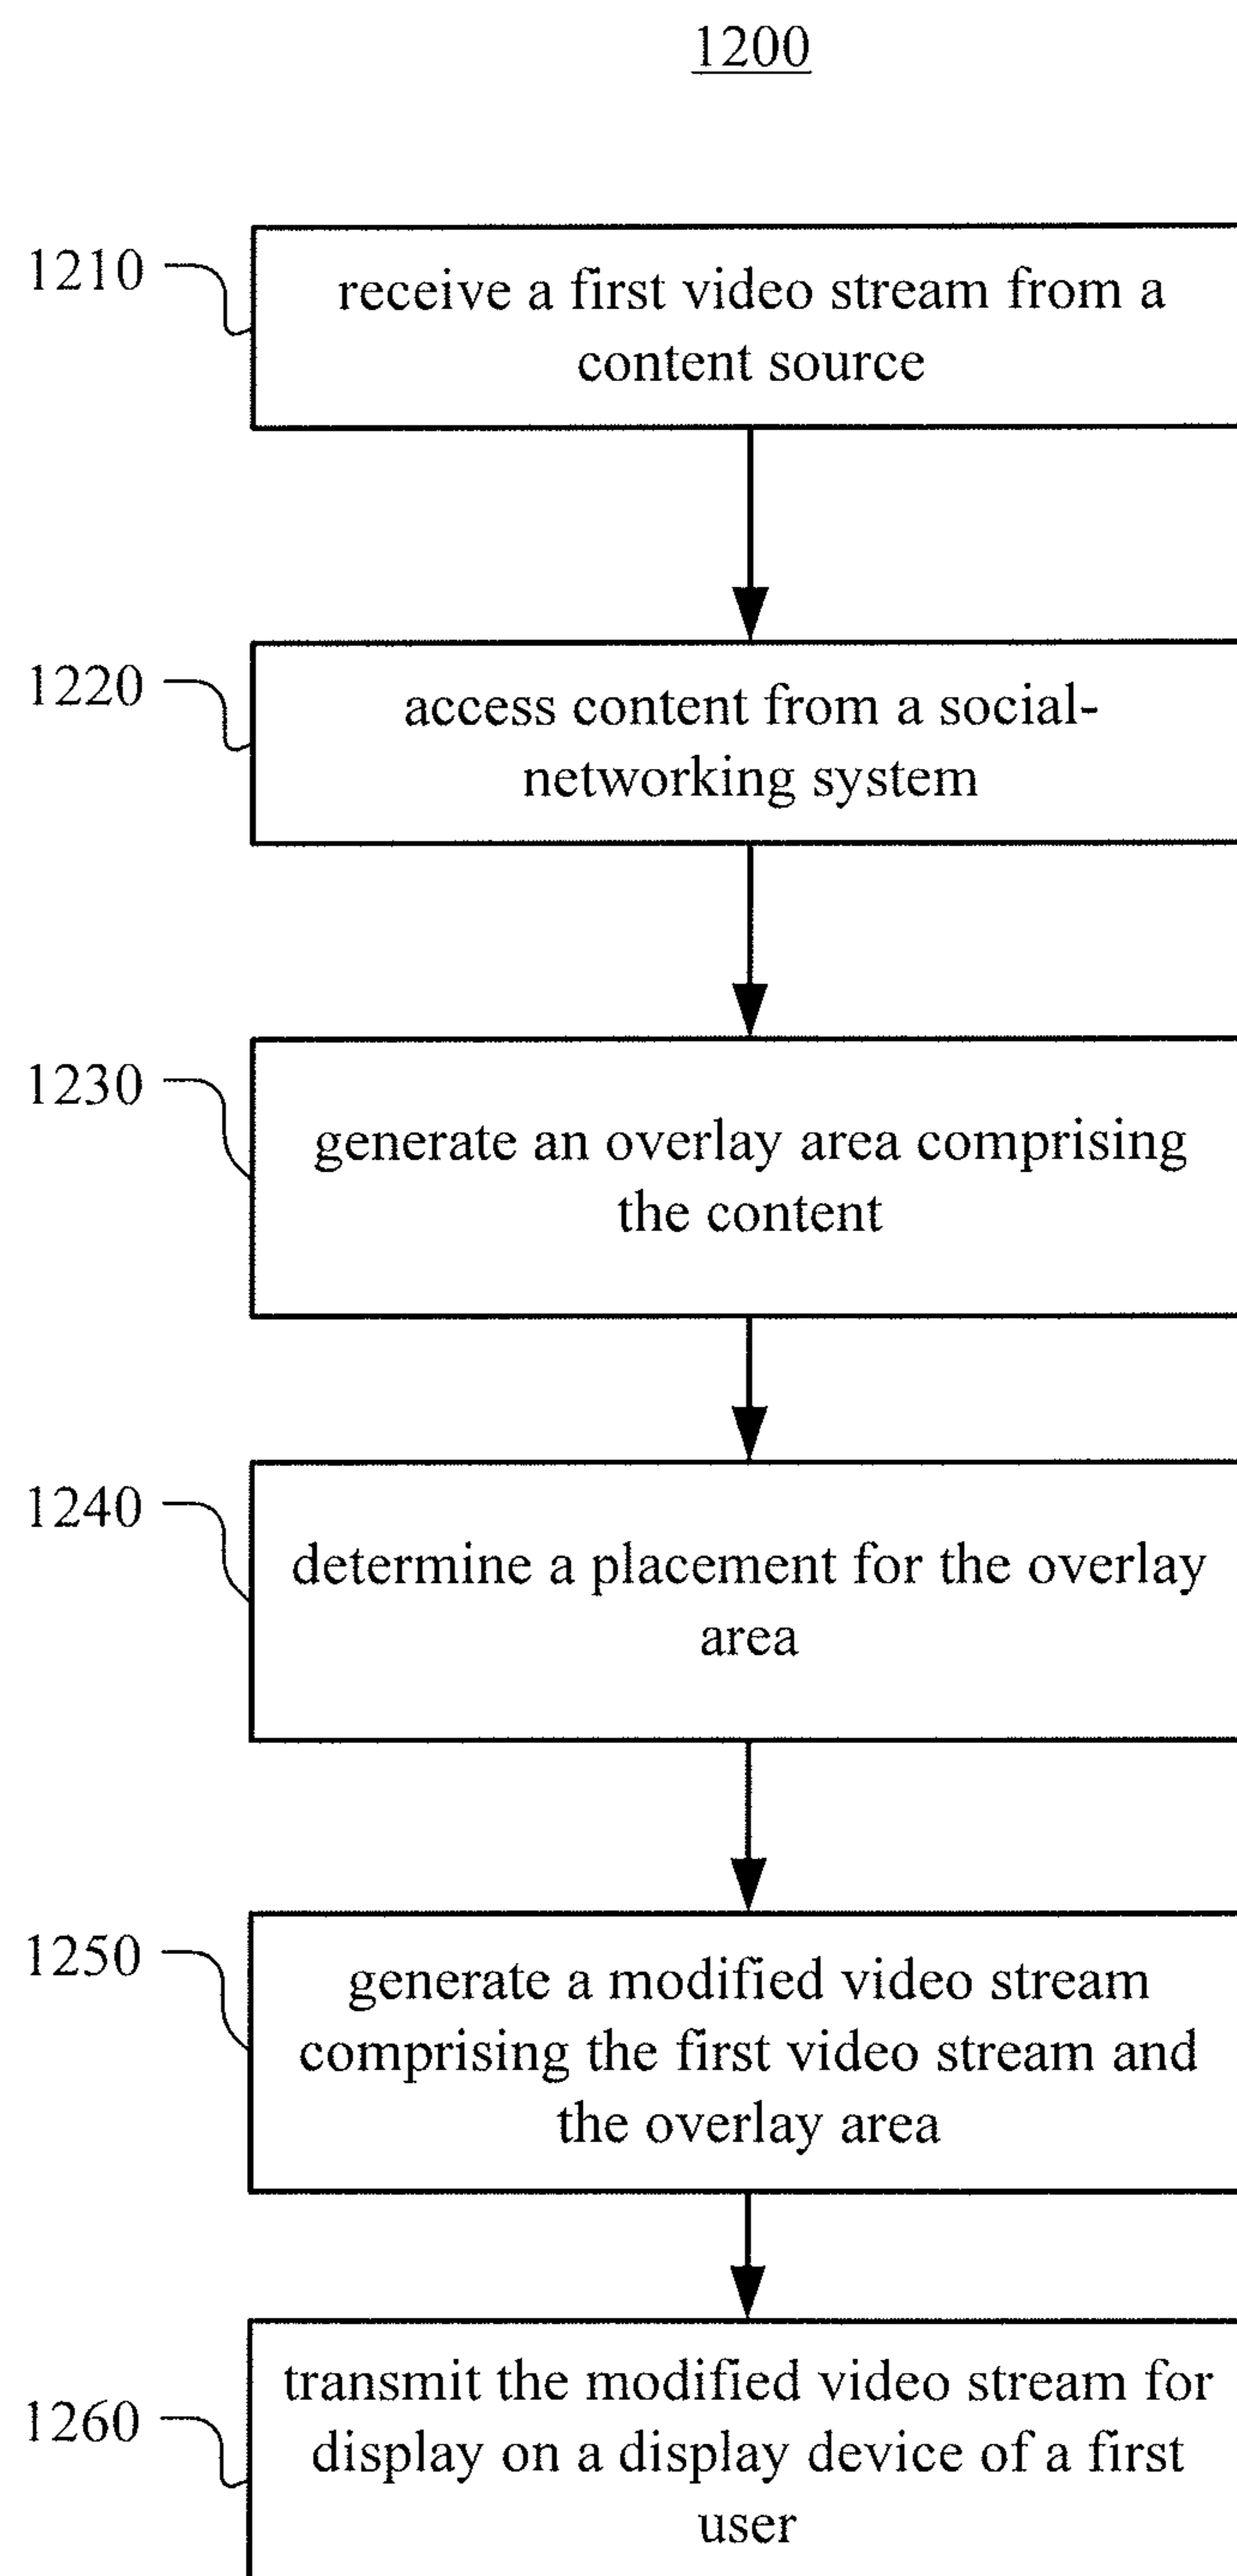 1200
1210
receive a first video stream from a
content source
1220
access content from a social-
networking system
1230
generate an overlay area comprising
the content
1240
determine a placement for the overlay
area
1250
generate a modified video stream
comprising the first video stream and
the overlay area
1260
transmit the modified video stream for
display on a display device of a first
user